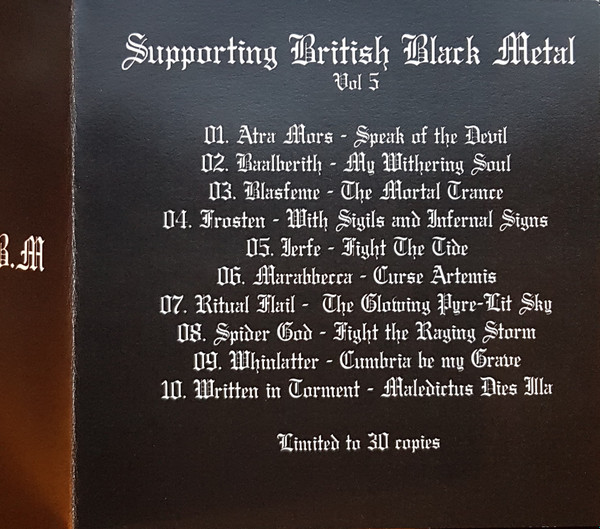 Supporting British Black Metal
Vol 5
01. Atra Mors - Speak of the Devil
02. Baalberith - My Withering Soul
03. Blasfeme - The Mortal Trance
04. Frosten - With Sigils and Infernal Signs
05. Ierfe - Fight The Tide
06. Marabbecca - Curse Artemis
07. Ritual Flail - The Glowing Pyre-Lit Sky
08. Spider God - Fight the Raging Storm
09. Whinlatter - Cumbria be my Grave
10. Written in Torment - Maledictus Dies Illa
Limited to 30 copies
B.M